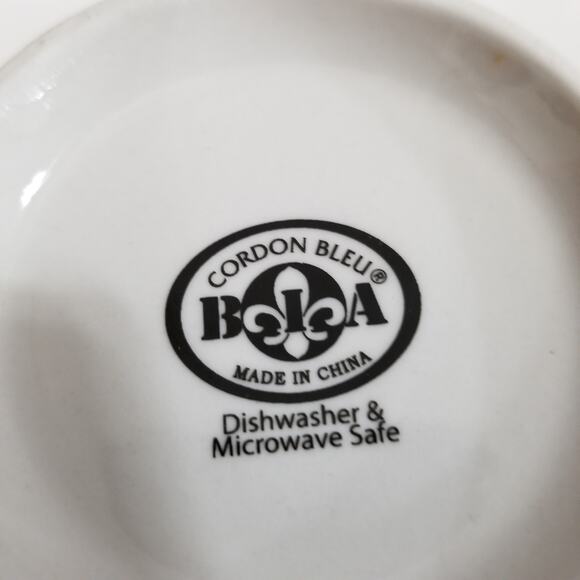 CORDON BLEU®
BIA
MADE IN CHINA
Dishwasher &
Microwave Safe